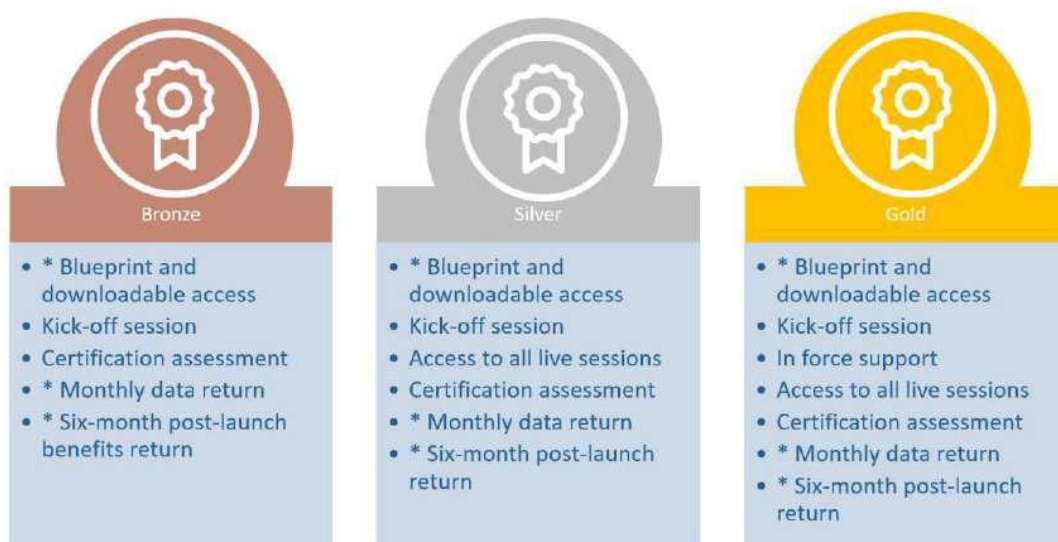 Bronze
• * Blueprint and
downloadable access
• Kick-off session
• Certification assessment
• * Monthly data return
• * Six-month post-launch
benefits return
Silver
• * Blueprint and
downloadable access
• Kick-off session
• Access to all live sessions
• Certification assessment
• * Monthly data return
• * Six-month post-launch
return
Gold
• * Blueprint and
downloadable access
• Kick-off session
• In force support
• Access to all live sessions
• Certification assessment
• * Monthly data return
• * Six-month post-launch
return